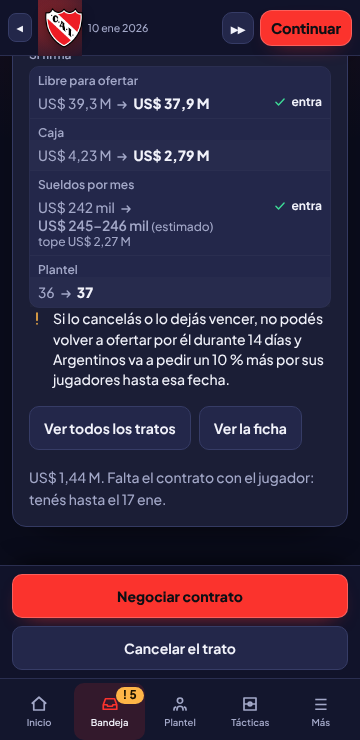 10 ene 2026
Continuar
Si firma
Libre para ofertar
US$ 39,3 M → US$ 37,9 M
✓ entra
Caja
US$ 4,23 M → US$ 2,79 M
Sueldos por mes
US$ 242 mil →
US$ 245–246 mil (estimado)
tope US$ 2,27 M
✓ entra
Plantel
36 → 37
! Si lo cancelás o lo dejás vencer, no podés
volver a ofertar por él durante 14 días y
Argentinos va a pedir un 10 % más por sus
jugadores hasta esa fecha.
Ver todos los tratos
Ver la ficha
US$ 1,44 M. Falta el contrato con el jugador:
tenés hasta el 17 ene.
Negociar contrato
Cancelar el trato
! 5
Inicio
Bandeja
Plantel
Tácticas
Más